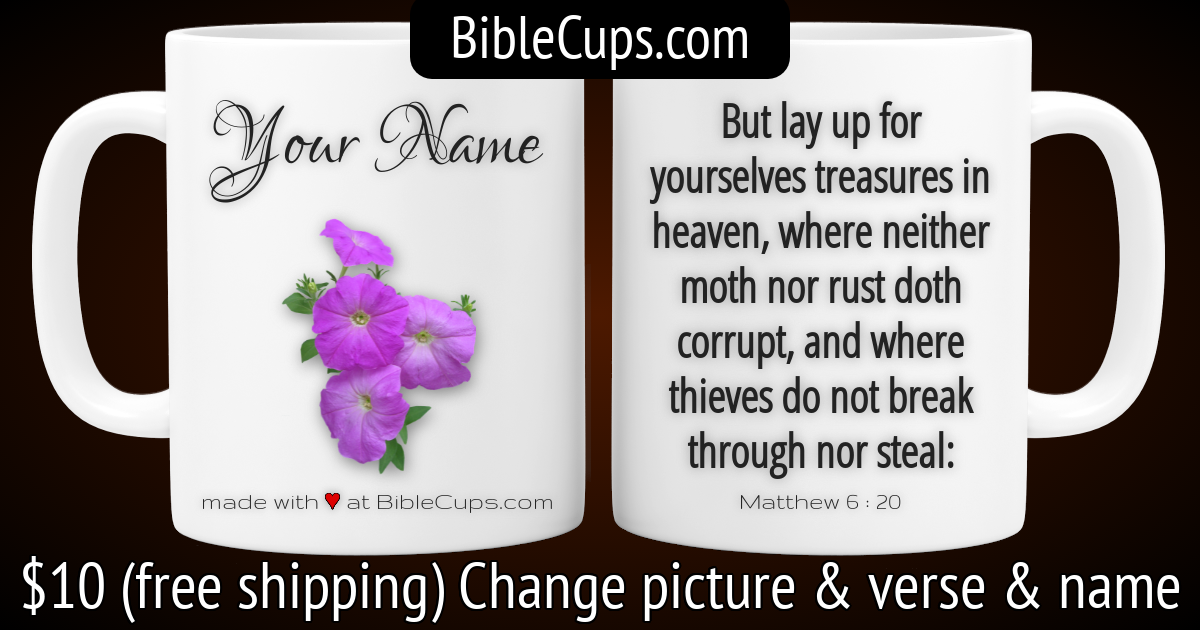 BibleCups.com
Your Name
made with ♥ at BibleCups.com
But lay up for
yourselves treasures in
heaven, where neither
moth nor rust doth
corrupt, and where
thieves do not break
through nor steal:
Matthew 6 : 20
$10 (free shipping) Change picture & verse & name